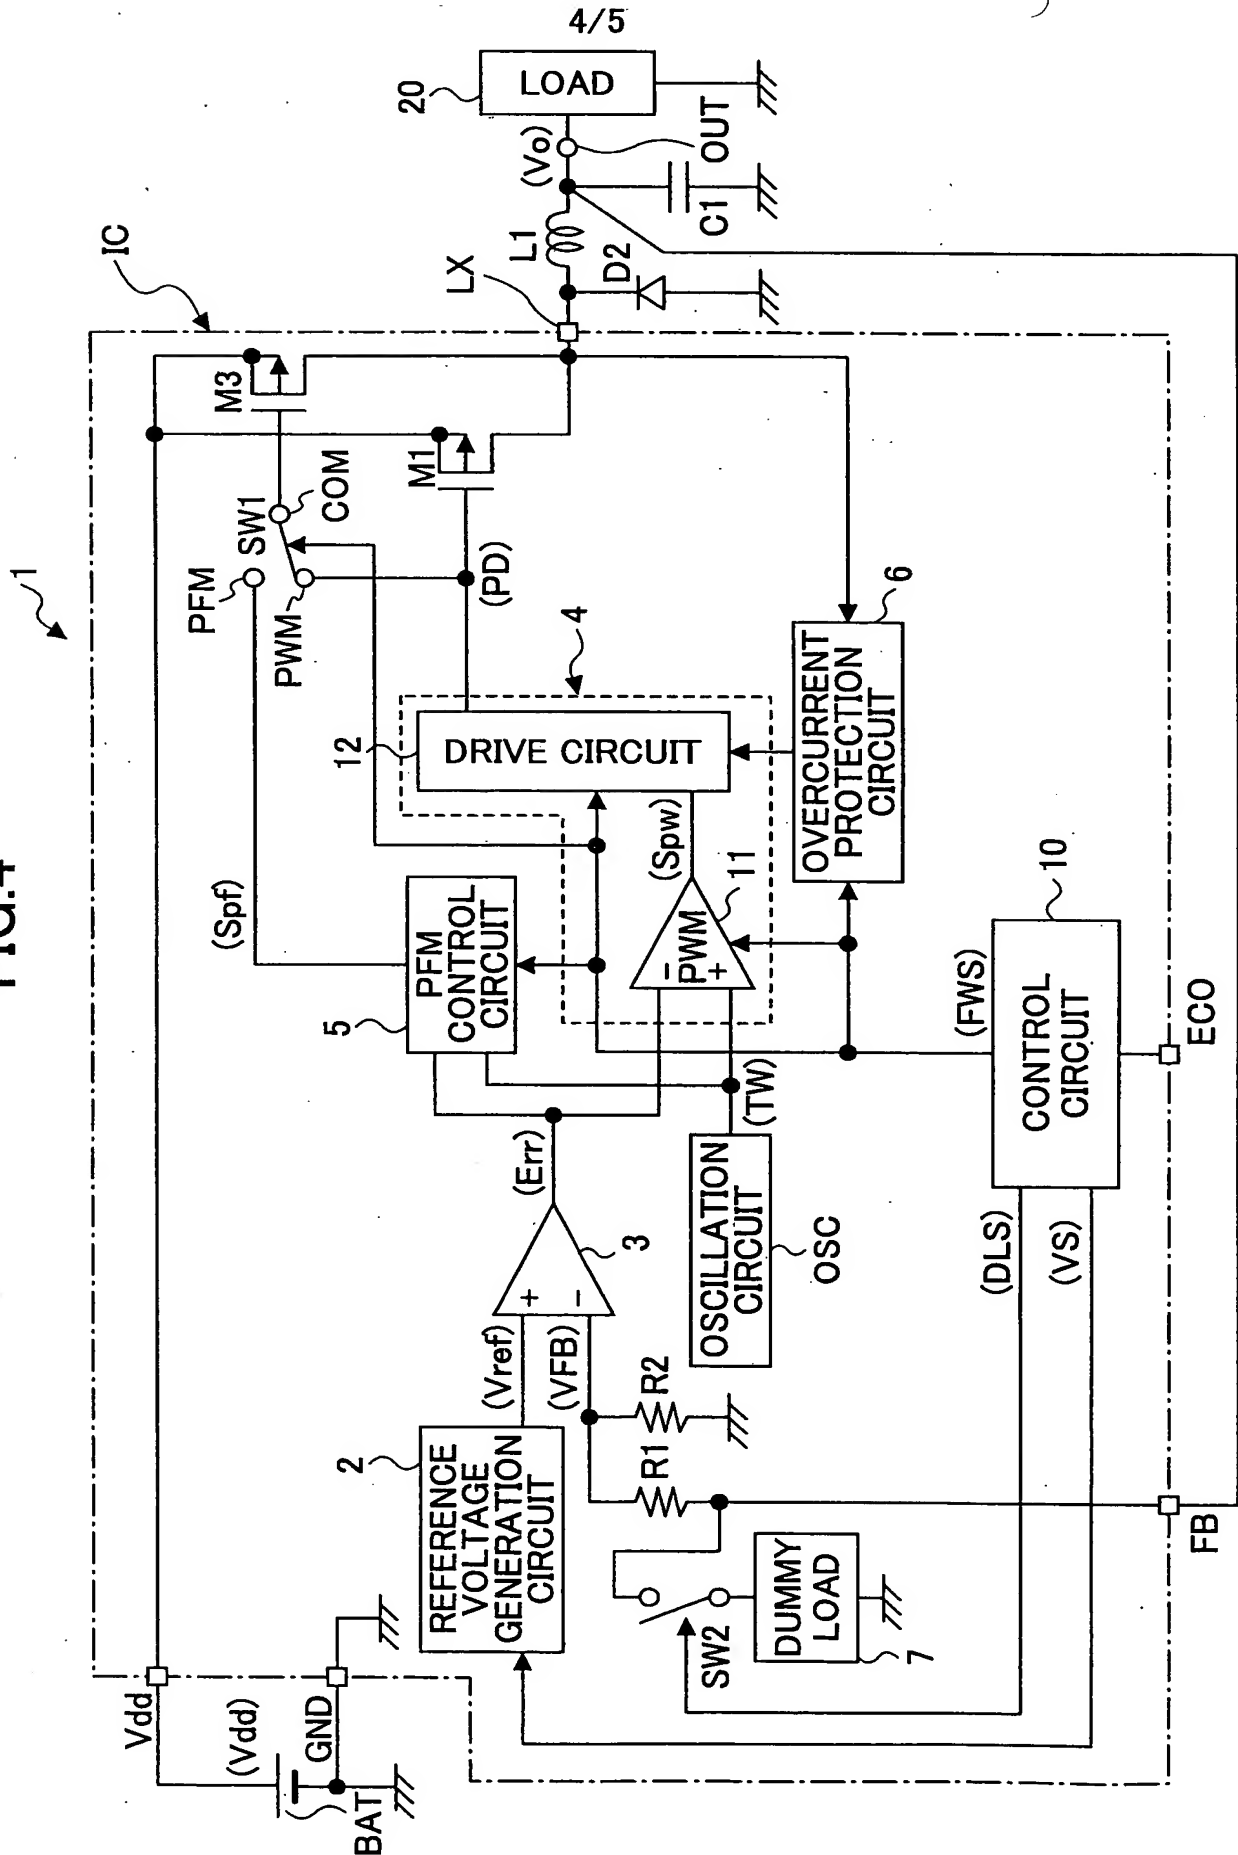 4/5
FIG.4
1
IC
Vdd
(Vdd)
BAT
GND
2
REFERENCE
VOLTAGE
GENERATION
CIRCUIT
(Vref)
(VFB)
+
−
3
(Err)
R1
R2
5
PFM
CONTROL
CIRCUIT
(Spf)
PFM
PWM
SW1
COM
M3
M1
(PD)
4
12
DRIVE CIRCUIT
(Spw)
−
PWM
+
11
OSCILLATION
CIRCUIT
OSC
(TW)
OVERCURRENT
PROTECTION
CIRCUIT
6
LX
L1
D2
(Vo)
C1
OUT
20
LOAD
SW2
DUMMY
LOAD
7
(DLS)
(VS)
(FWS)
CONTROL
CIRCUIT
10
ECO
FB